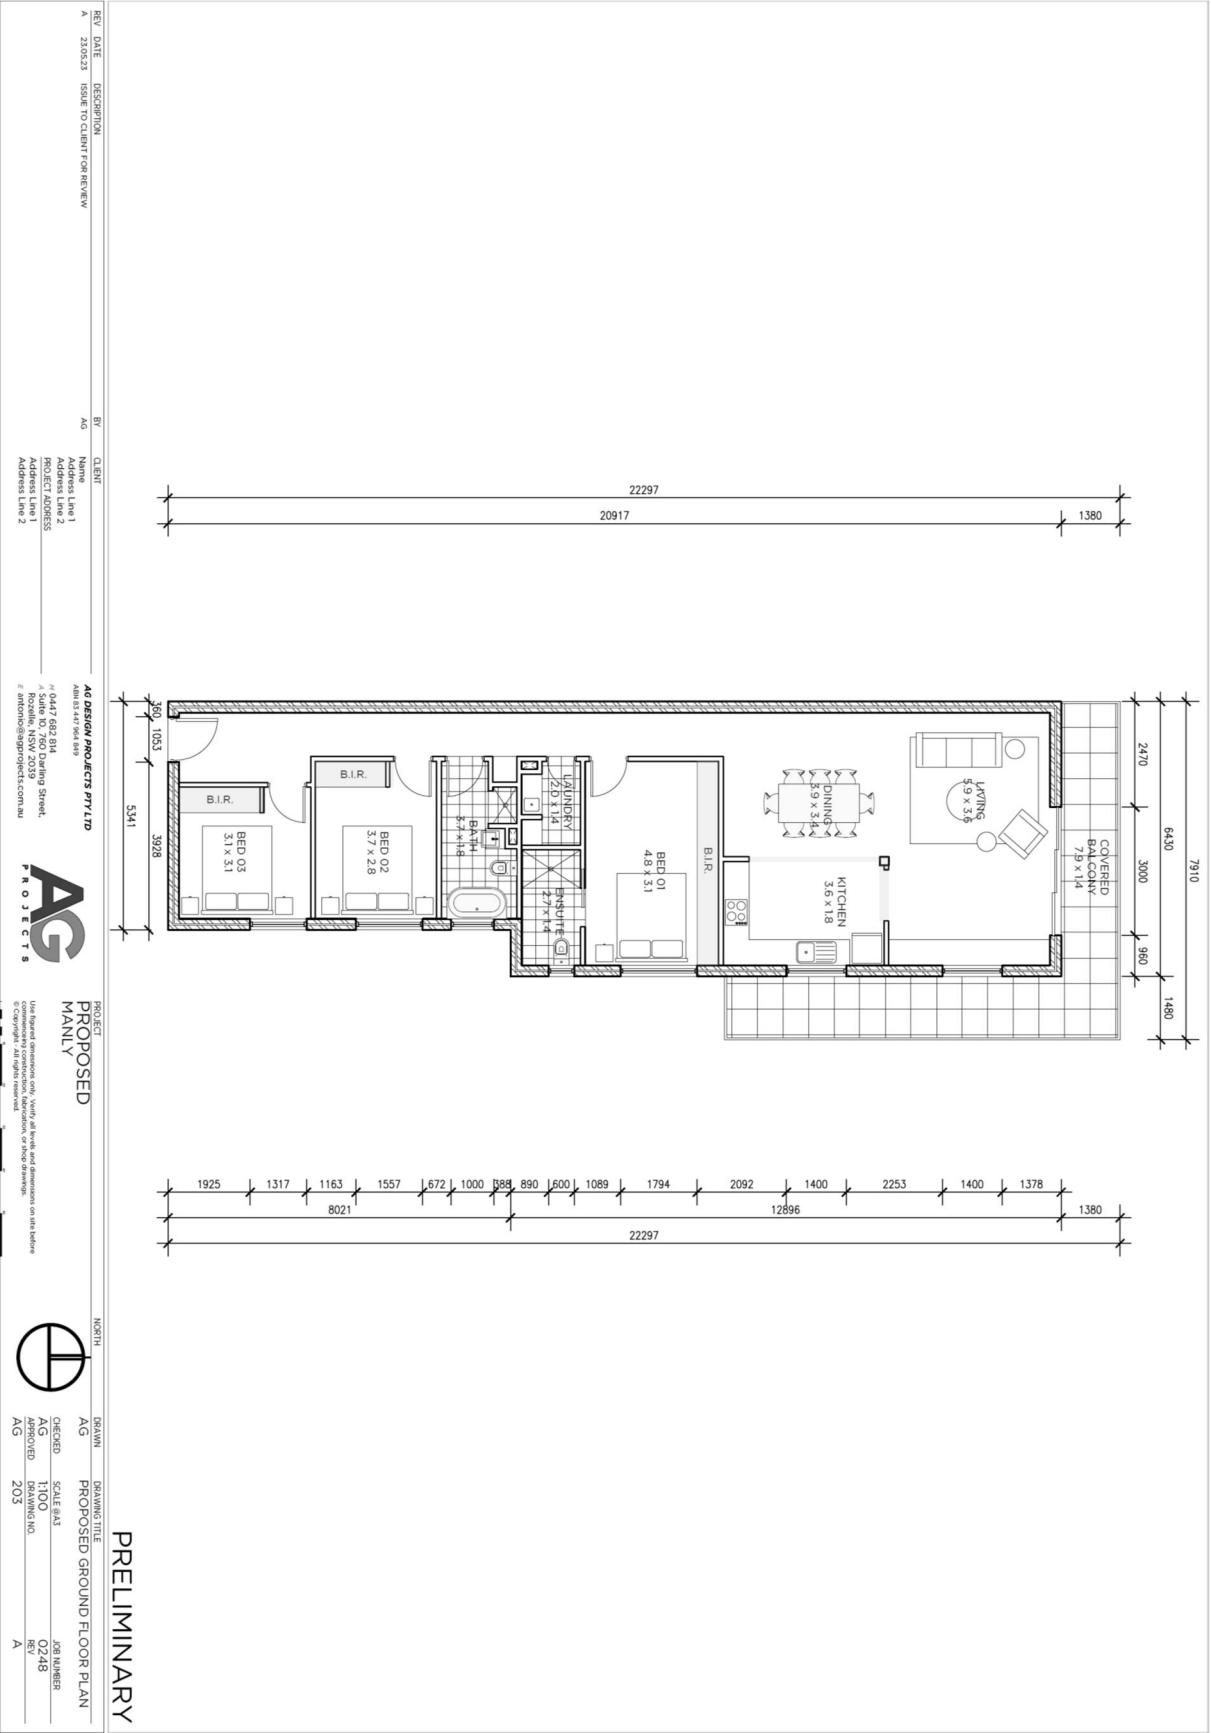 PRELIMINARY
22297
20917
1380
7910
6430
1480
2470
3000
960
COVERED
BALCONY
7.9 x 1.4
LIVING
5.9 x 3.6
DINING
3.9 x 3.4
KITCHEN
3.6 x 1.8
B.I.R.
BED 01
4.8 x 3.1
LAUNDRY
2.0 x 1.4
ENSUITE
2.7 x 1.4
BATH
3.7 x 1.8
B.I.R.
BED 02
3.7 x 2.8
B.I.R.
BED 03
3.1 x 3.1
360
1053
3928
5341
1925
1317
1163
1557
672
1000
388
890
600
1089
1794
2092
1400
2253
1400
1378
8021
12896
1380
22297
REV DATE DESCRIPTION BY
A 23.05.23 ISSUE TO CLIENT FOR REVIEW AG
CLIENT
Name
Address Line 1
Address Line 2
PROJECT ADDRESS
Address Line 1
Address Line 2
AG DESIGN PROJECTS PTY LTD
ABN 83 447 964 849
M 0447 682 814
A Suite 10, 760 Darling Street,
Rozelle, NSW 2039
E antonio@agprojects.com.au
AG
PROJECTS
PROJECT
PROPOSED
MANLY
Use figured dimensions only. Verify all levels and dimensions on site before
commencing construction, fabrication, or shop drawings.
© Copyright - All rights reserved.
NORTH
DRAWN
AG
CHECKED
AG
APPROVED
AG
DRAWING TITLE
PROPOSED GROUND FLOOR PLAN
SCALE @A3
1:100
DRAWING NO.
203
JOB NUMBER
0248
REV
A